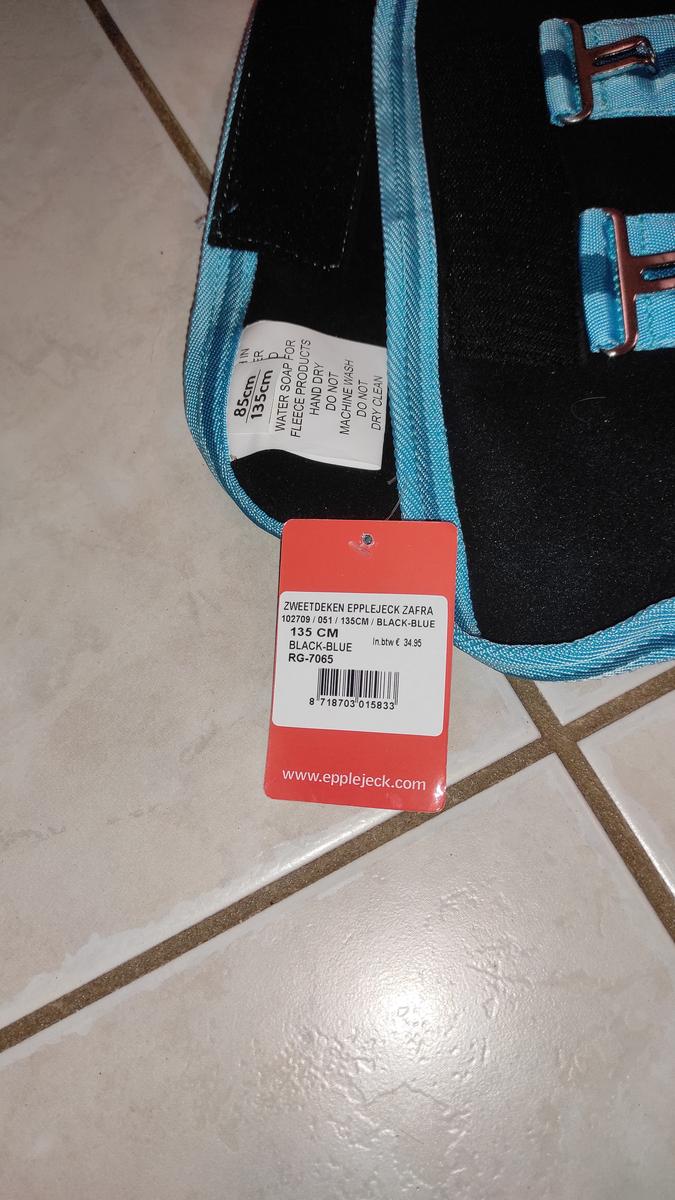 85cm
135cm
WATER SOAP FOR
FLEECE PRODUCTS
HAND DRY
DO NOT
MACHINE WASH
DO NOT
DRY CLEAN
ZWEETDEKEN EPPLEJECK ZAFRA
102709 / 051 / 135CM / BLACK-BLUE
135 CM
In.btw € 34.95
BLACK-BLUE
RG-7065
8 718703 015833
www.epplejeck.com